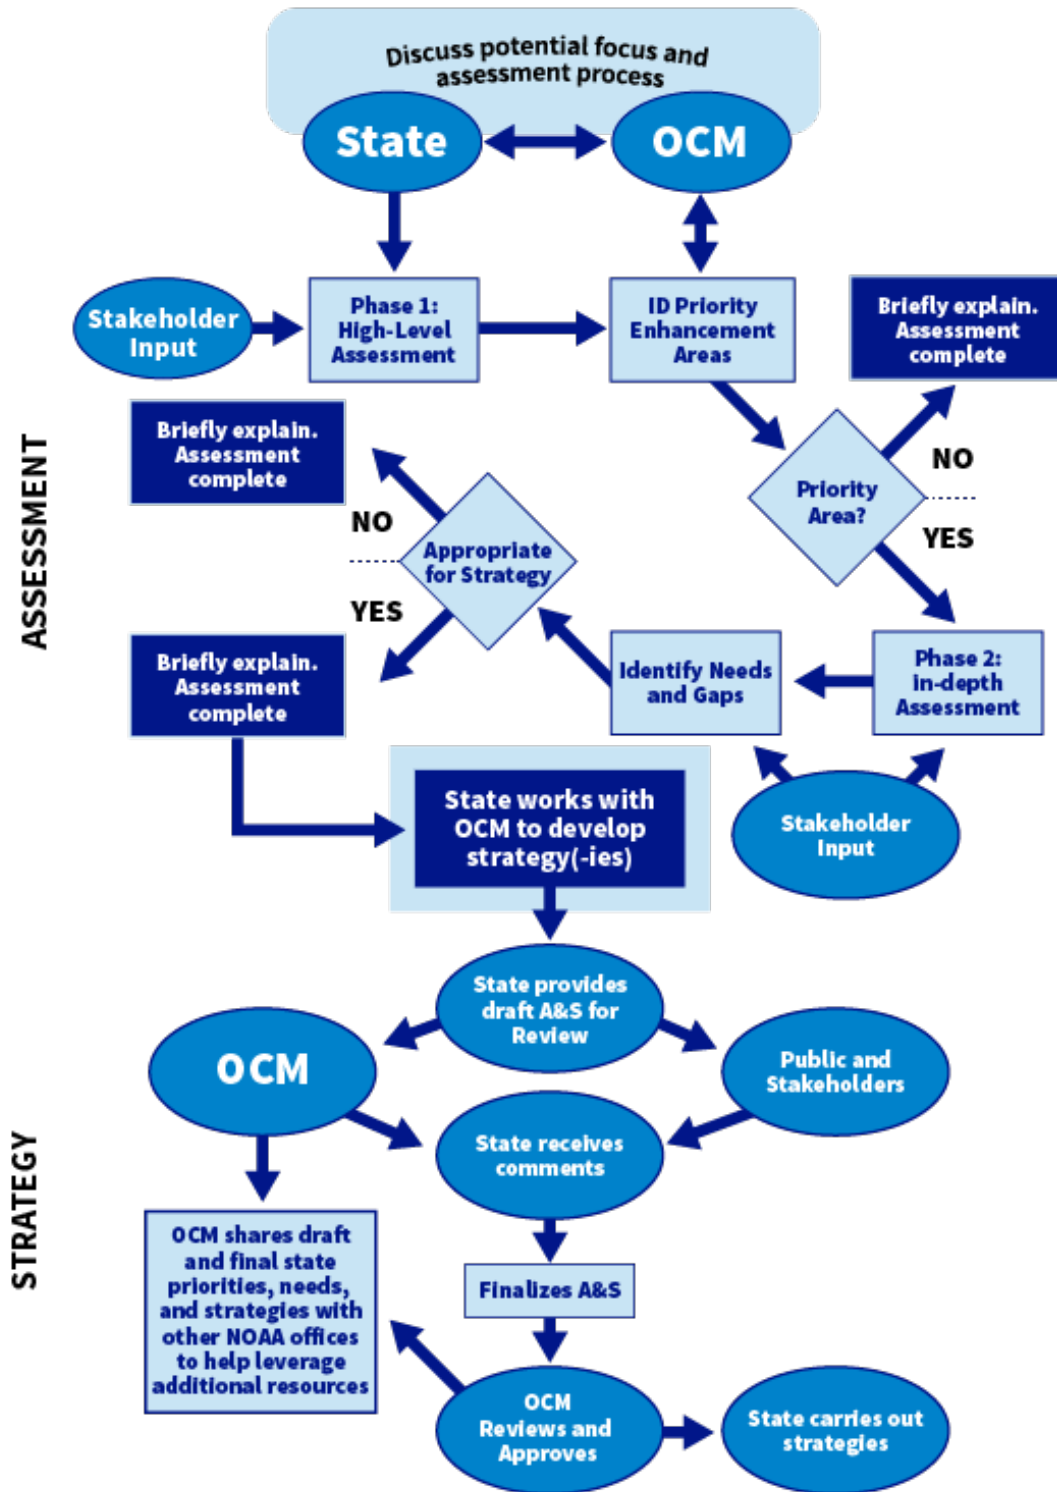 Discuss potential focus and
assessment process
State
OCM
Stakeholder
Input
Phase 1:
High-Level
Assessment
ID Priority
Enhancement
Areas
Briefly explain.
Assessment
complete
ASSESSMENT
Briefly explain.
Assessment
complete
NO
Priority
Area?
YES
NO
Appropriate
for Strategy
YES
Briefly explain.
Assessment
complete
Identify Needs
and Gaps
Phase 2:
in-depth
Assessment
State works with
OCM to develop
strategy(-ies)
Stakeholder
Input
State provides
draft A&S for
Review
OCM
Public and
Stakeholders
State receives
comments
STRATEGY
OCM shares draft
and final state
priorities, needs,
and strategies with
other NOAA offices
to help leverage
additional resources
Finalizes A&S
OCM
Reviews and
Approves
State carries out
strategies